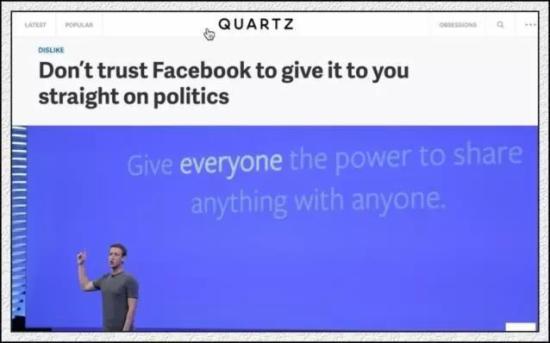 QUARTZ
LATEST
POPULAR
OBSESSIONS
DISLIKE
Don't trust Facebook to give it to you
straight on politics
Give everyone the power to share
anything with anyone.